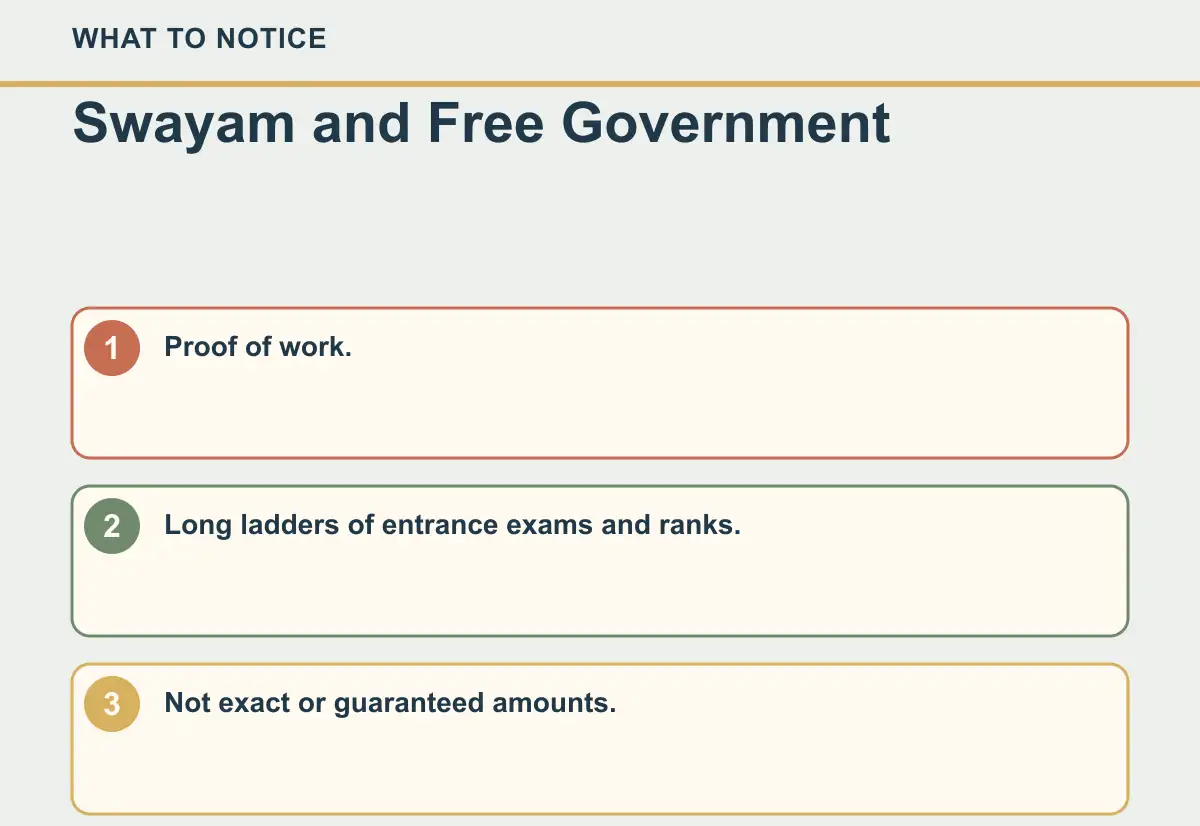 WHAT TO NOTICE
Swayam and Free Government
1 Proof of work.
2 Long ladders of entrance exams and ranks.
3 Not exact or guaranteed amounts.